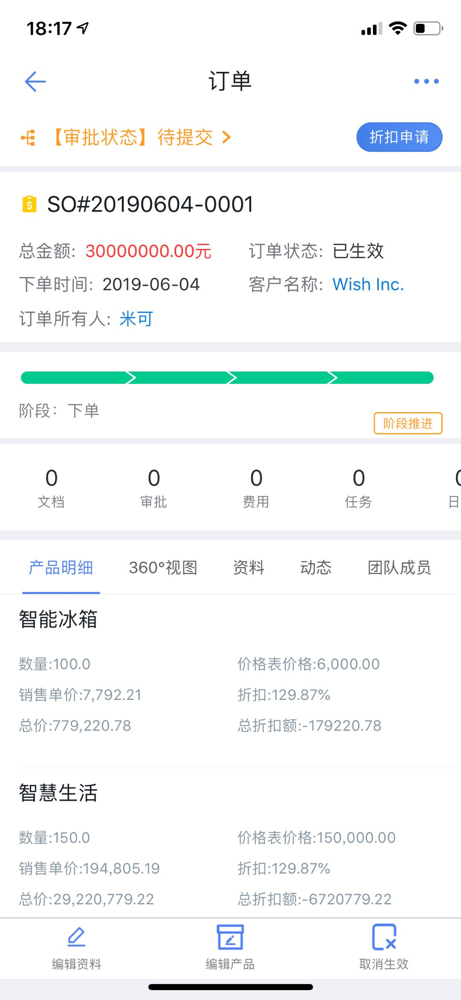 18:17
订单
【审批状态】待提交
折扣申请
SO#20190604-0001
总金额: 30000000.00元
订单状态: 已生效
下单时间: 2019-06-04
客户名称: Wish Inc.
订单所有人: 米可
阶段: 下单
阶段推进
0 0 0 0 0
文档 审批 费用 任务 日
产品明细 360°视图 资料 动态 团队成员
智能冰箱
数量:100.0 价格表价格:6,000.00
销售单价:7,792.21 折扣:129.87%
总价:779,220.78 总折扣额:-179220.78
智慧生活
数量:150.0 价格表价格:150,000.00
销售单价:194,805.19 折扣:129.87%
总价:29,220,779.22 总折扣额:-6720779.22
编辑资料 编辑产品 取消生效